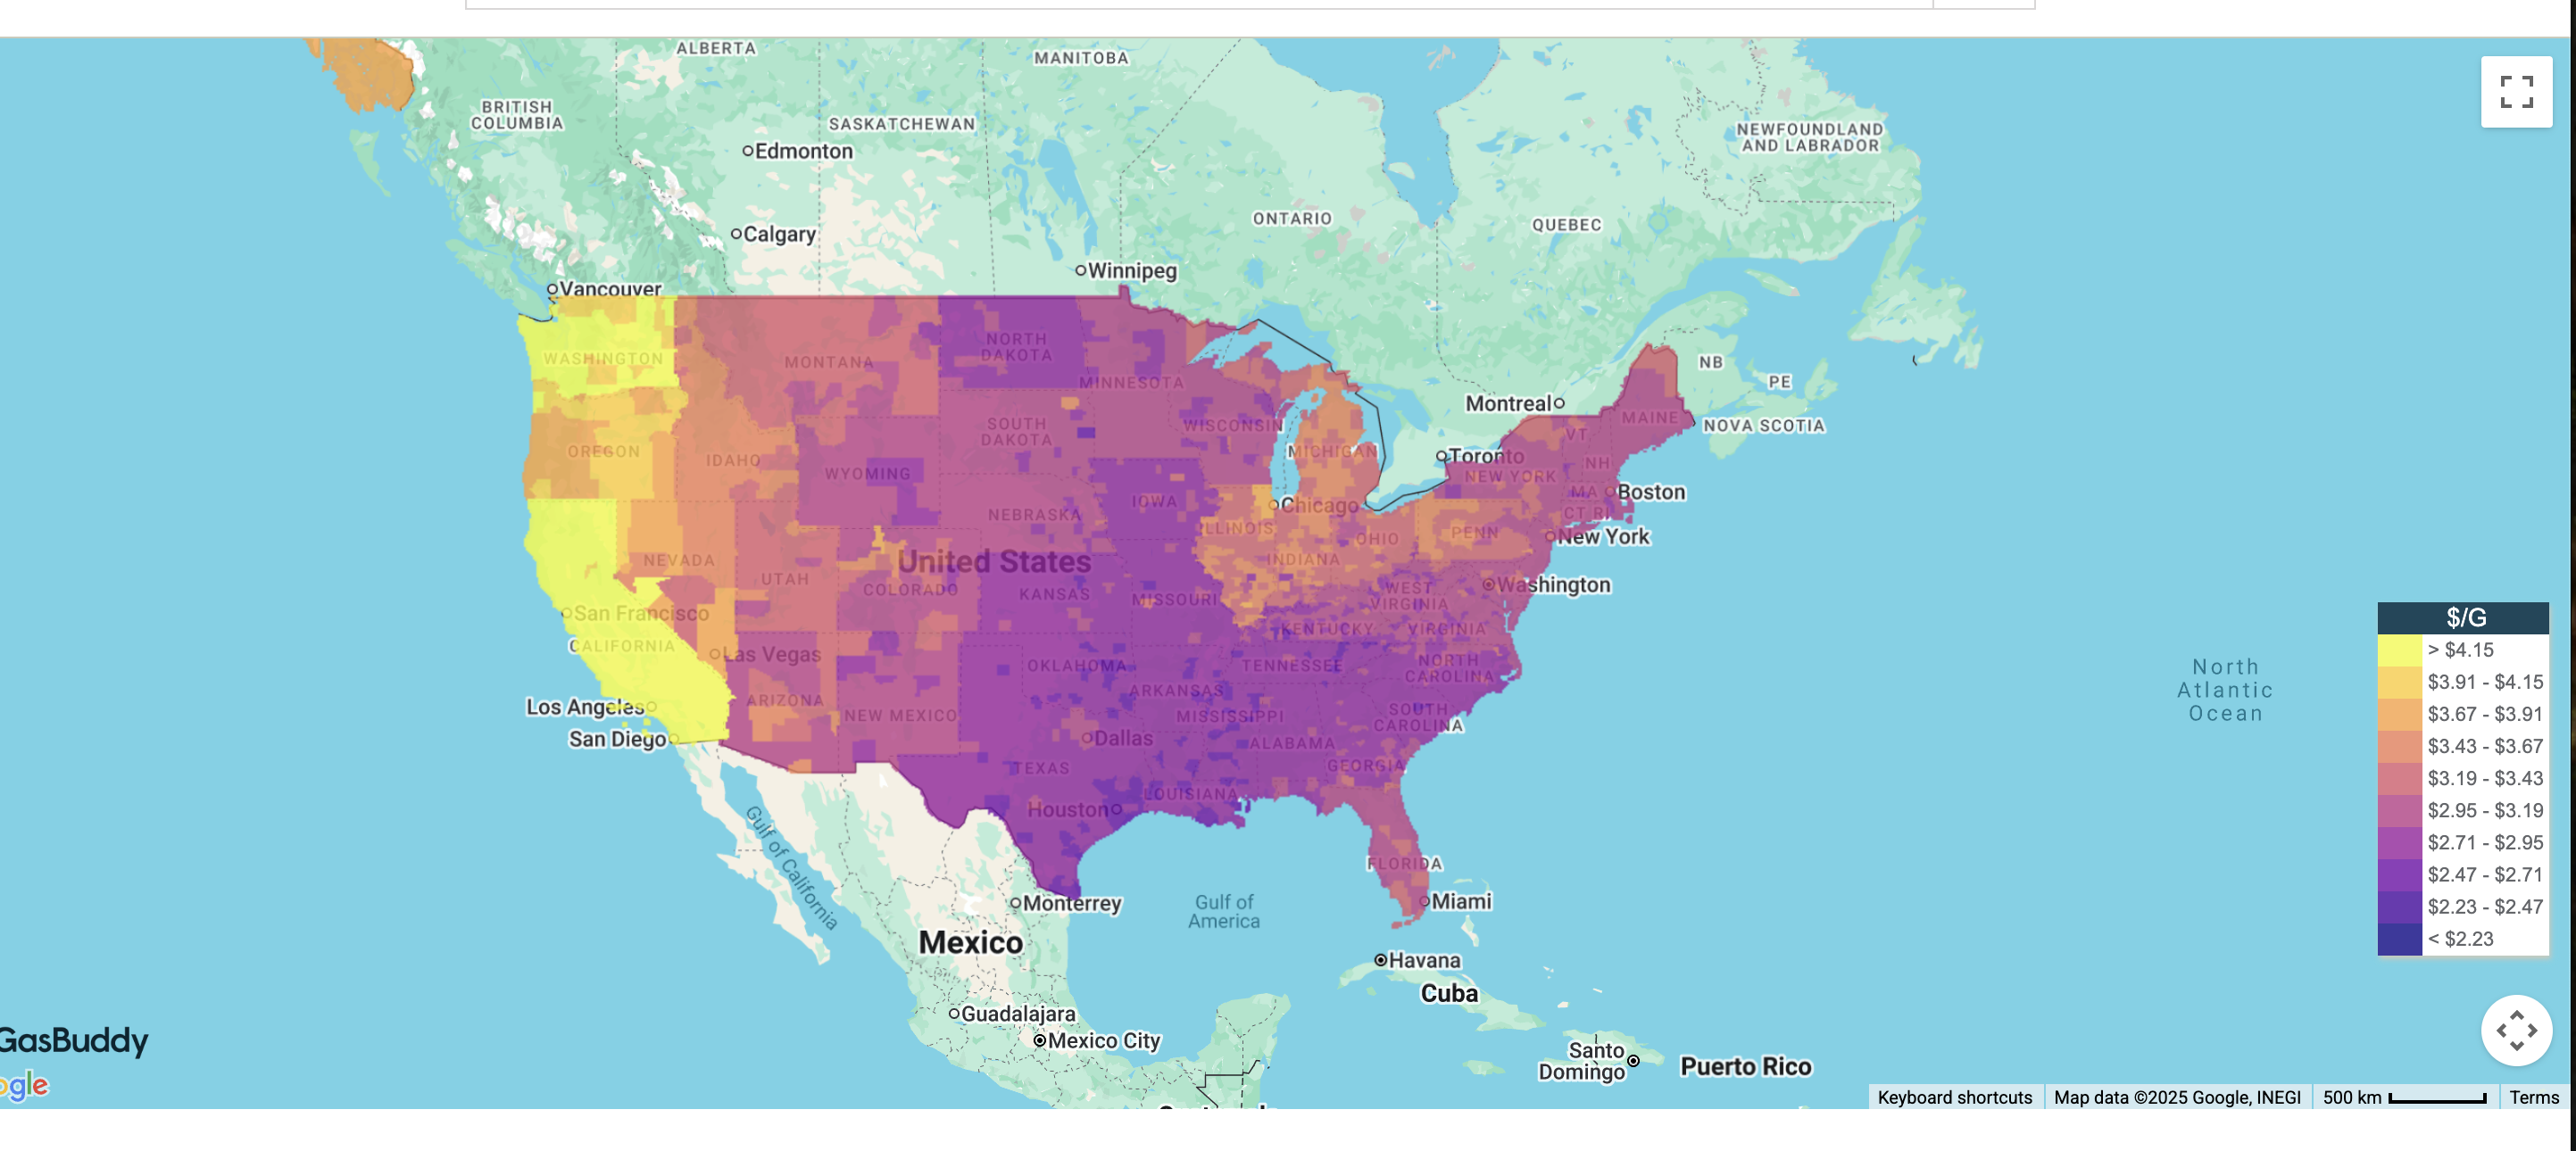 ALBERTA
MANITOBA
BRITISH
COLUMBIA
SASKATCHEWAN
NEWFOUNDLAND
AND LABRADOR
Edmonton
ONTARIO
QUEBEC
Calgary
Winnipeg
Vancouver
WASHINGTON
MONTANA
NORTH
DAKOTA
MINNESOTA
NB
PE
Montreal
MAINE
NOVA SCOTIA
OREGON
IDAHO
WYOMING
SOUTH
DAKOTA
WISCONSIN
MICHIGAN
Toronto
VT
NH
NEW YORK
MA
Boston
CT RI
IOWA
NEBRASKA
Chicago
ILLINOIS
INDIANA
OHIO
PENN
New York
NEVADA
UTAH
United States
COLORADO
KANSAS
MISSOURI
WEST
VIRGINIA
Washington
San Francisco
CALIFORNIA
Las Vegas
KENTUCKY
VIRGINIA
OKLAHOMA
TENNESSEE
NORTH
CAROLINA
Los Angeles
San Diego
ARIZONA
NEW MEXICO
ARKANSAS
MISSISSIPPI
SOUTH
CAROLINA
Dallas
ALABAMA
TEXAS
GEORGIA
LOUISIANA
Houston
Gulf of California
FLORIDA
Miami
Monterrey
Gulf of
America
Mexico
Havana
Cuba
Guadalajara
Mexico City
Santo
Domingo
Puerto Rico
North
Atlantic
Ocean
$/G
> $4.15
$3.91 - $4.15
$3.67 - $3.91
$3.43 - $3.67
$3.19 - $3.43
$2.95 - $3.19
$2.71 - $2.95
$2.47 - $2.71
$2.23 - $2.47
< $2.23
GasBuddy
ogle
Keyboard shortcuts
Map data ©2025 Google, INEGI
500 km
Terms